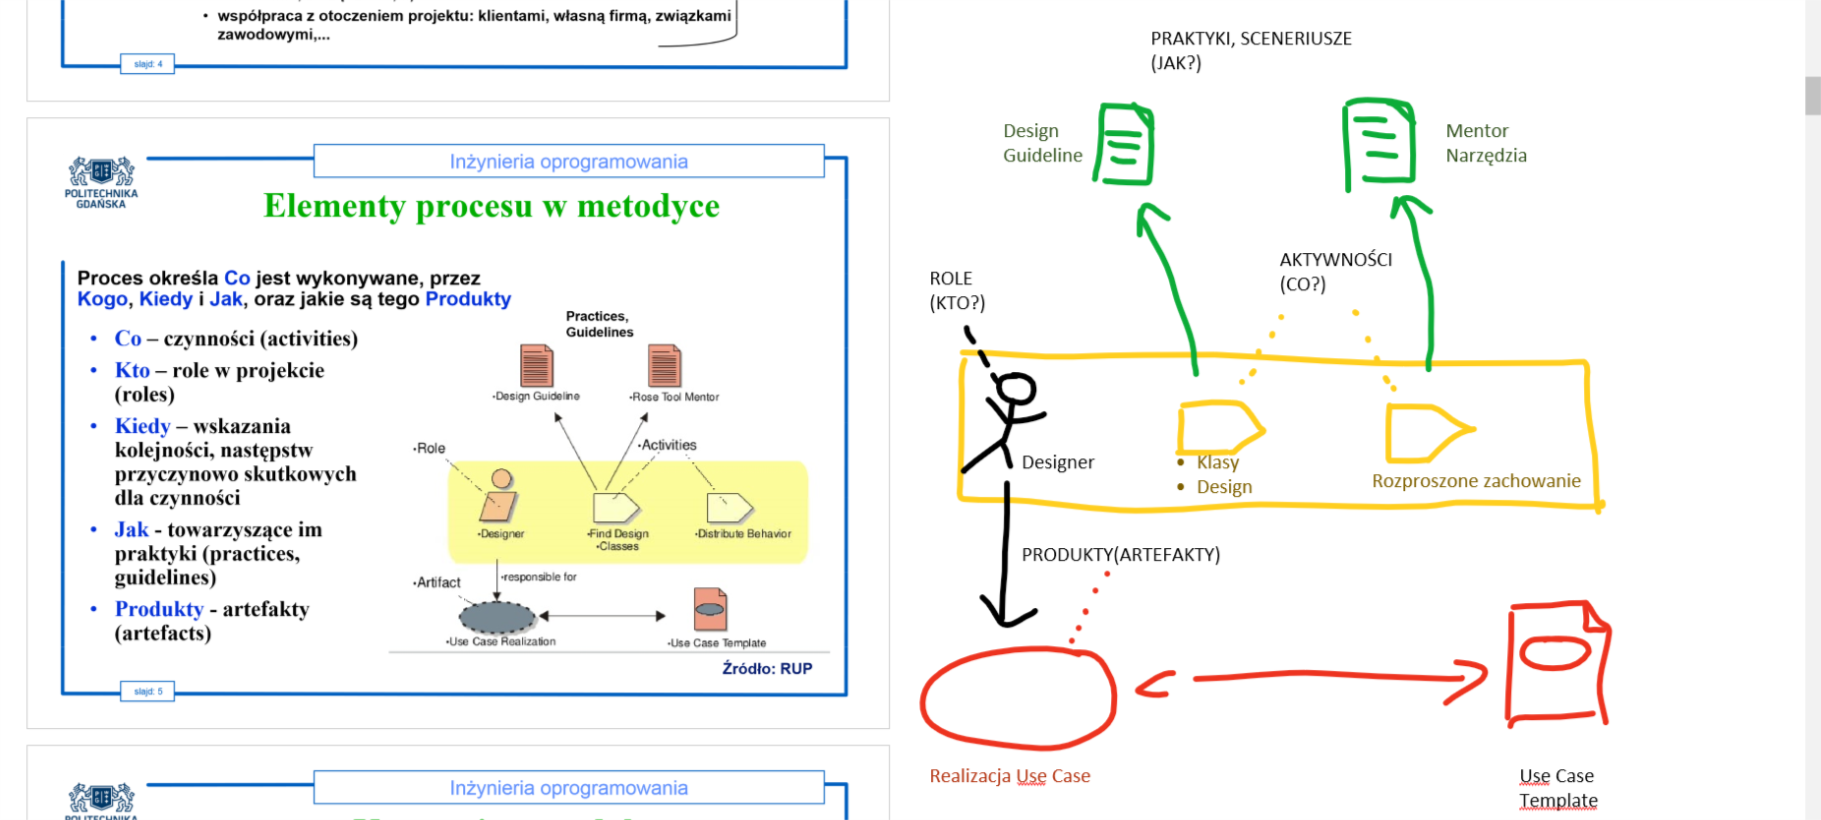 • współpraca z otoczeniem projektu: klientami, własną firmą, związkami
zawodowymi,...
slajd: 4
POLITECHNIKA
GDAŃSKA
Inżynieria oprogramowania
Elementy procesu w metodyce
Proces określa Co jest wykonywane, przez
Kogo, Kiedy i Jak, oraz jakie są tego Produkty
• Co – czynności (activities)
• Kto – role w projekcie
(roles)
• Kiedy – wskazania
kolejności, następstw
przyczynowo skutkowych
dla czynności
• Jak - towarzyszące im
praktyki (practices,
guidelines)
• Produkty - artefakty
(artefacts)
Practices,
Guidelines
•Design Guideline
•Rose Tool Mentor
•Role
•Activities
•Designer
•Find Design
•Classes
•Distribute Behavior
•Artifact
•responsible for
•Use Case Realization
•Use Case Template
Źródło: RUP
slajd: 5
POLITECHNIKA
Inżynieria oprogramowania
PRAKTYKI, SCENERIUSZE
(JAK?)
Design
Guideline
Mentor
Narzędzia
AKTYWNOŚCI
(CO?)
ROLE
(KTO?)
Designer
• Klasy
• Design
Rozproszone zachowanie
PRODUKTY(ARTEFAKTY)
Realizacja Use Case
Use Case
Template